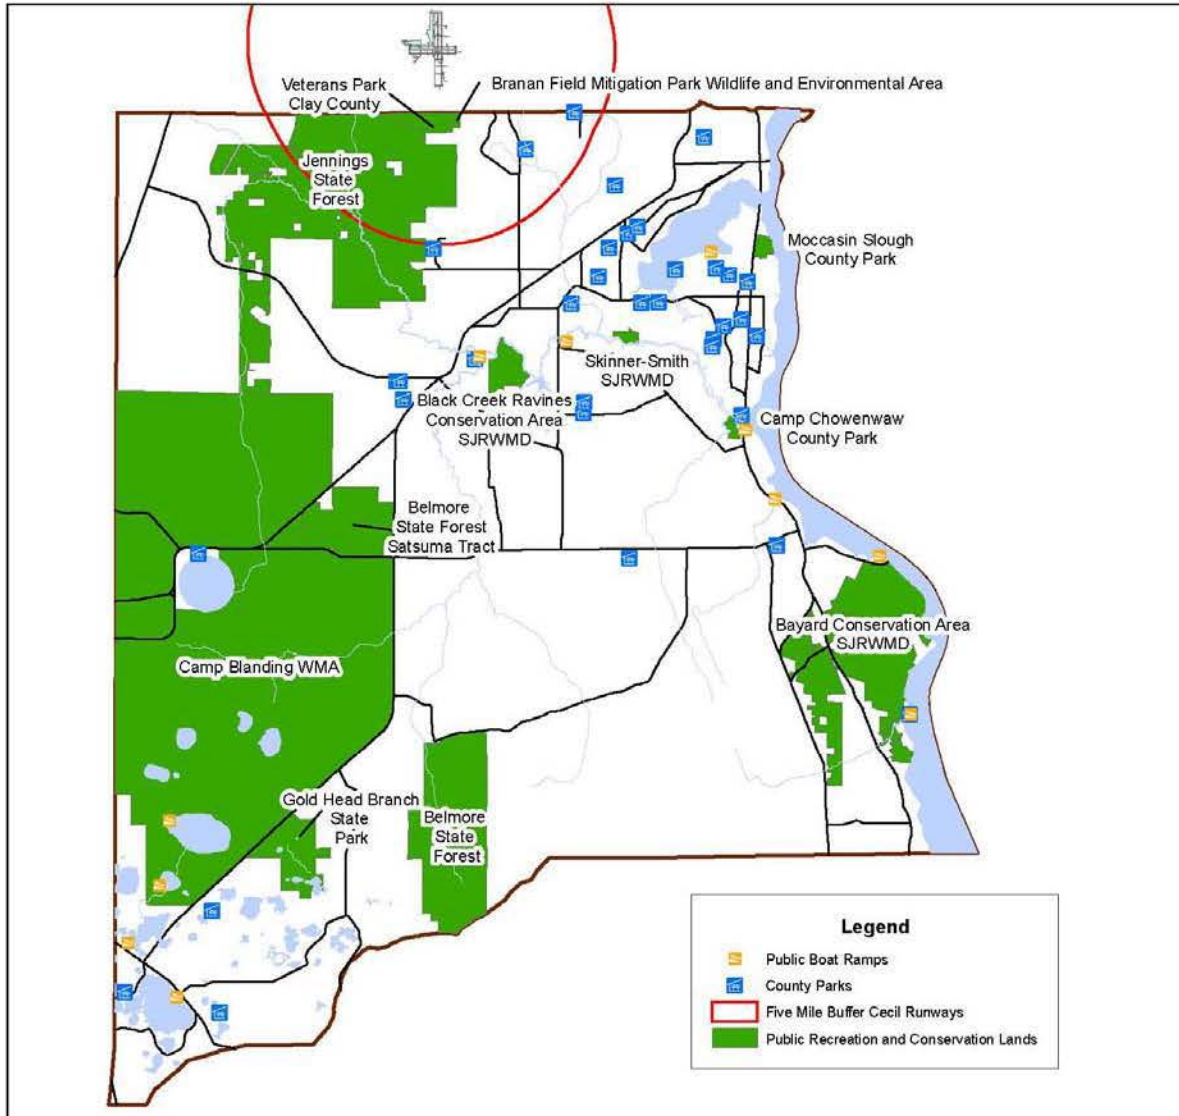 Veterans Park
Clay County
Branan Field Mitigation Park Wildlife and Environmental Area
Jennings
State
Forest
Moccasin Slough
County Park
Skinner-Smith
SJRWMD
Black Creek Ravines
Conservation Area
SJRWMD
Camp Chowenwaw
County Park
Belmore
State Forest
Satsuma Tract
Bayard Conservation Area
SJRWMD
Camp Blanding WMA
Gold Head Branch
State
Park
Belmore
State
Forest
Legend
Public Boat Ramps
County Parks
Five Mile Buffer Cecil Runways
Public Recreation and Conservation Lands